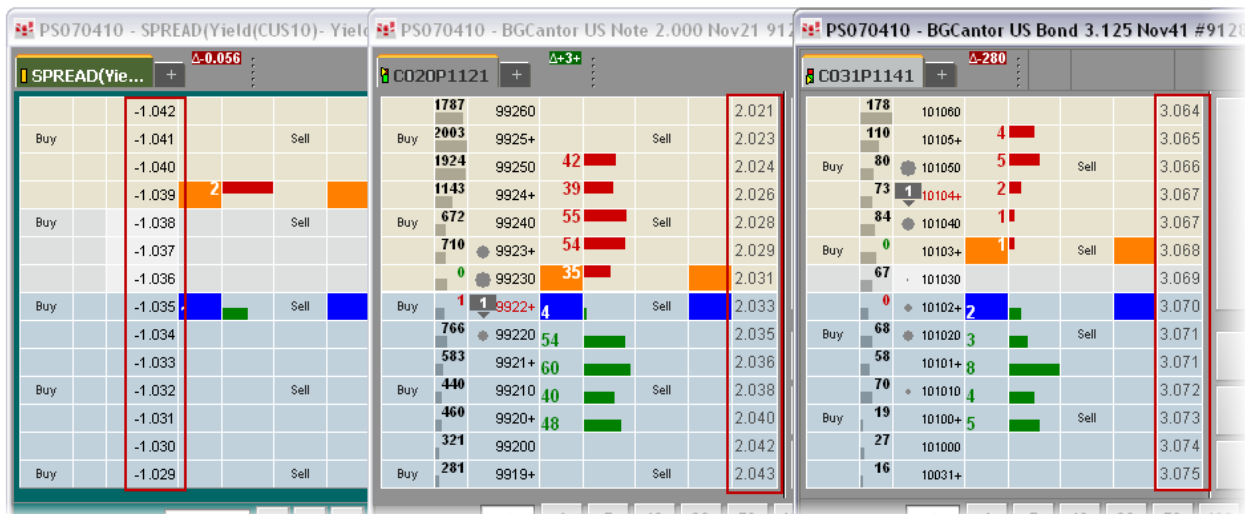 PS070410 - SPREAD(Yield(CUS10)- Yield
SPREAD(Yie... + Δ-0.056
-1.042
Buy -1.041 Sell
-1.040
-1.039 2
Buy -1.038 Sell
-1.037
-1.036
Buy -1.035 Sell
-1.034
-1.033
Buy -1.032 Sell
-1.031
-1.030
Buy -1.029 Sell
PS070410 - BGCantor US Note 2.000 Nov21 912
CO20P1121 + Δ+3+
1787 99260 2.021
Buy 2003 9925+ Sell 2.023
1924 99250 42 2.024
1143 9924+ 39 2.026
Buy 672 99240 55 Sell 2.028
710 9923+ 54 2.029
0 99230 35 2.031
Buy 1 1 9922+ 4 Sell 2.033
766 99220 54 2.035
583 9921+ 60 2.036
Buy 440 99210 40 Sell 2.038
460 9920+ 48 2.040
321 99200 2.042
Buy 281 9919+ Sell 2.043
PS070410 - BGCantor US Bond 3.125 Nov41 #9128
CO31P1141 + Δ-280
178 101060 3.064
110 10105+ 4 3.065
Buy 80 101050 5 Sell 3.066
73 1 10104+ 2 3.067
84 101040 1 3.067
Buy 0 10103+ 1 Sell 3.068
67 101030 3.069
0 10102+ 2 3.070
Buy 68 101020 3 Sell 3.071
58 10101+ 8 3.071
70 101010 4 3.072
Buy 19 10100+ 5 Sell 3.073
27 101000 3.074
16 10031+ 3.075